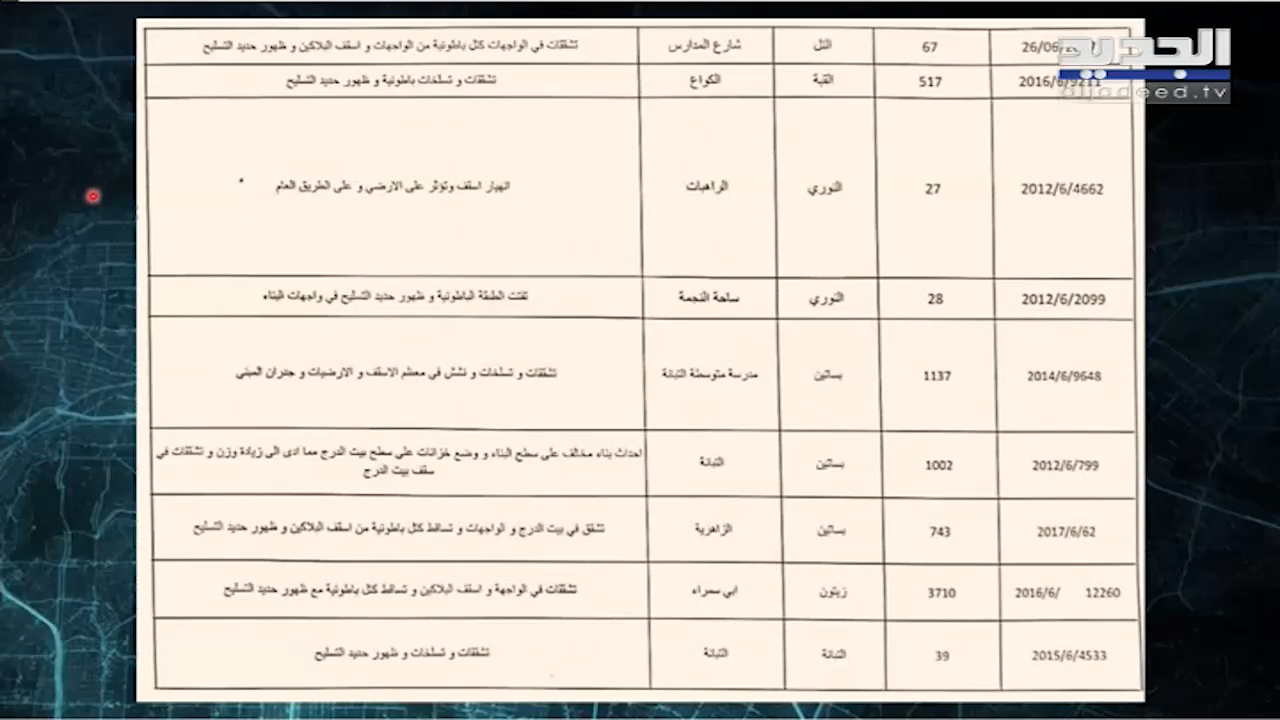 الجديد
aljadeed.tv
67 التل شارع المدارس تشققات في الواجهات كتل باطونية من الواجهات و اسقف البلاكين و ظهور حديد التسليح
2016/6/9211 517 القبة الكواع تشققات و تسلخات باطونية و ظهور حديد التسليح
2012/6/4662 27 النوري الراهبات انهيار اسقف وتؤثر على الارضي و على الطريق العام
2012/6/2099 28 النوري ساحة النجمة تفتت الطبقة الباطونية و ظهور حديد التسليح في واجهات البناء
2014/6/9648 1137 بساتين مدرسة متوسطة التبانة تشققات و تسلخات و نشش في معظم الاسقف و الارضيات و جدران المبنى
2012/6/799 1002 بساتين التبانة احداث بناء مخالف على سطح البناء و وضع خزانات على سطح بيت الدرج مما ادى الى زيادة وزن و تشققات في
سقف بيت الدرج
2017/6/62 743 بساتين الزاهرية تشقق في بيت الدرج و الواجهات و تساقط كتل باطونية من اسقف البلاكين و ظهور حديد التسليح
2016/6/ 12260 3710 زيتون ابي سمراء تشققات في الواجهة و اسقف البلاكين و تساقط كتل باطونية مع ظهور حديد التسليح
2015/6/4533 39 التبانة التبانة تشققات و تسلخات و ظهور حديد التسليح